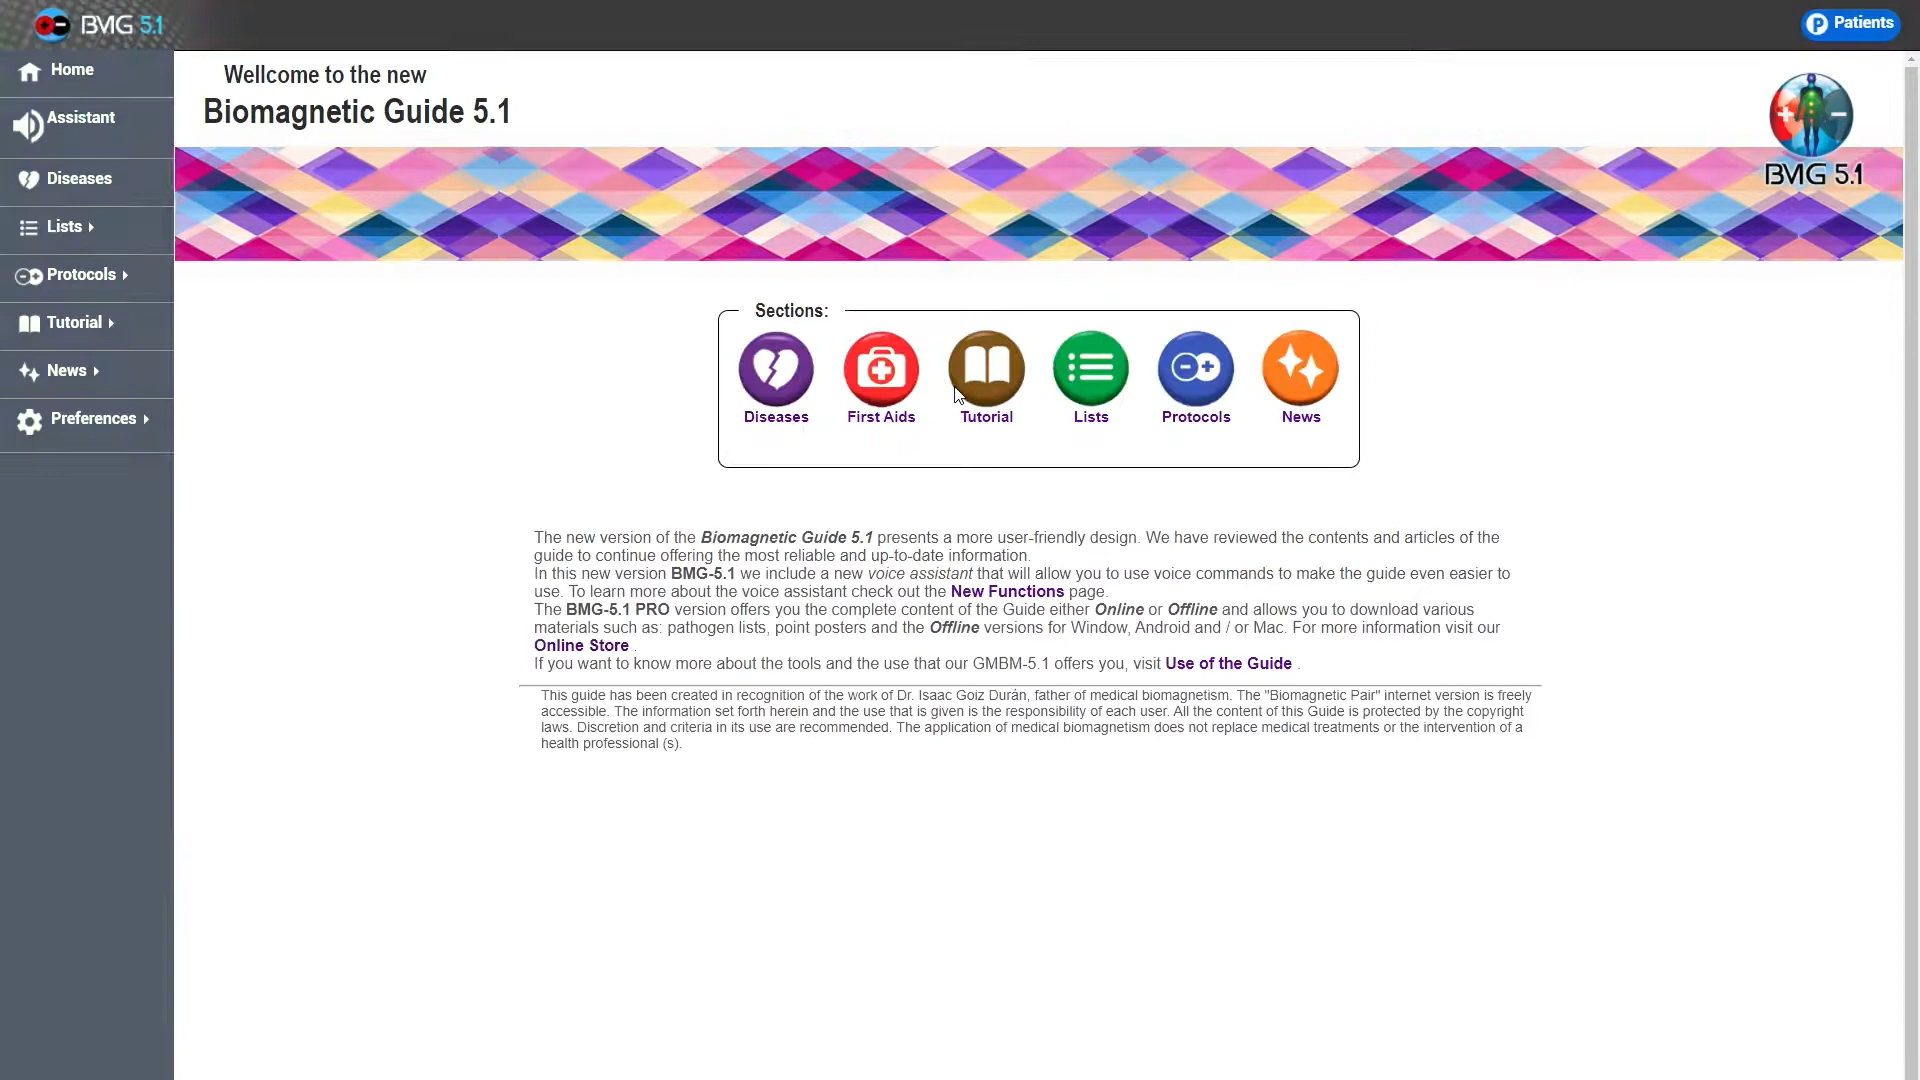 BMG 5.1
Patients
Home
Assistant
Diseases
Lists
Protocols
Tutorial
News
Preferences
Wellcome to the new
Biomagnetic Guide 5.1
BMG 5.1
Sections:
Diseases
First Aids
Tutorial
Lists
Protocols
News
The new version of the Biomagnetic Guide 5.1 presents a more user-friendly design. We have reviewed the contents and articles of the
guide to continue offering the most reliable and up-to-date information.
In this new version BMG-5.1 we include a new voice assistant that will allow you to use voice commands to make the guide even easier to
use. To learn more about the voice assistant check out the New Functions page.
The BMG-5.1 PRO version offers you the complete content of the Guide either Online or Offline and allows you to download various
materials such as: pathogen lists, point posters and the Offline versions for Window, Android and / or Mac. For more information visit our
Online Store .
If you want to know more about the tools and the use that our GMBM-5.1 offers you, visit Use of the Guide .
This guide has been created in recognition of the work of Dr. Isaac Goiz Durán, father of medical biomagnetism. The "Biomagnetic Pair" internet version is freely
accessible. The information set forth herein and the use that is given is the responsibility of each user. All the content of this Guide is protected by the copyright
laws. Discretion and criteria in its use are recommended. The application of medical biomagnetism does not replace medical treatments or the intervention of a
health professional (s).